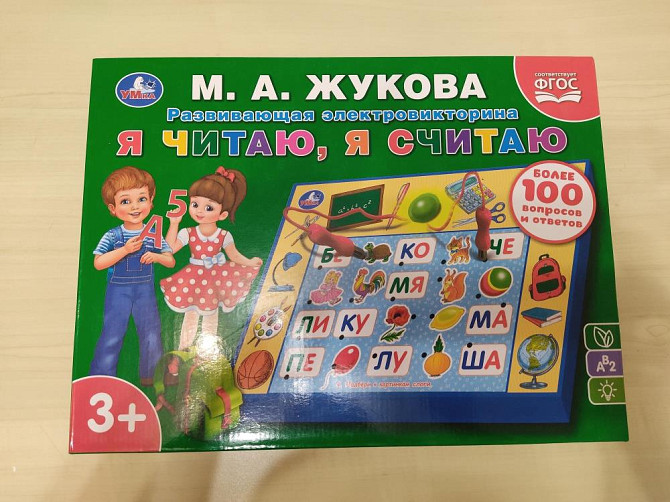 УМка
М. А. ЖУКОВА
соответствует
ФГОС
Развивающая электровикторина
Я ЧИТАЮ, Я СЧИТАЮ
БОЛЕЕ
100
вопросов
и ответов
А 5
БЕ КО ЧЕ
МЯ
ЛИ КУ МА
ПЕ ЛУ ША
3+